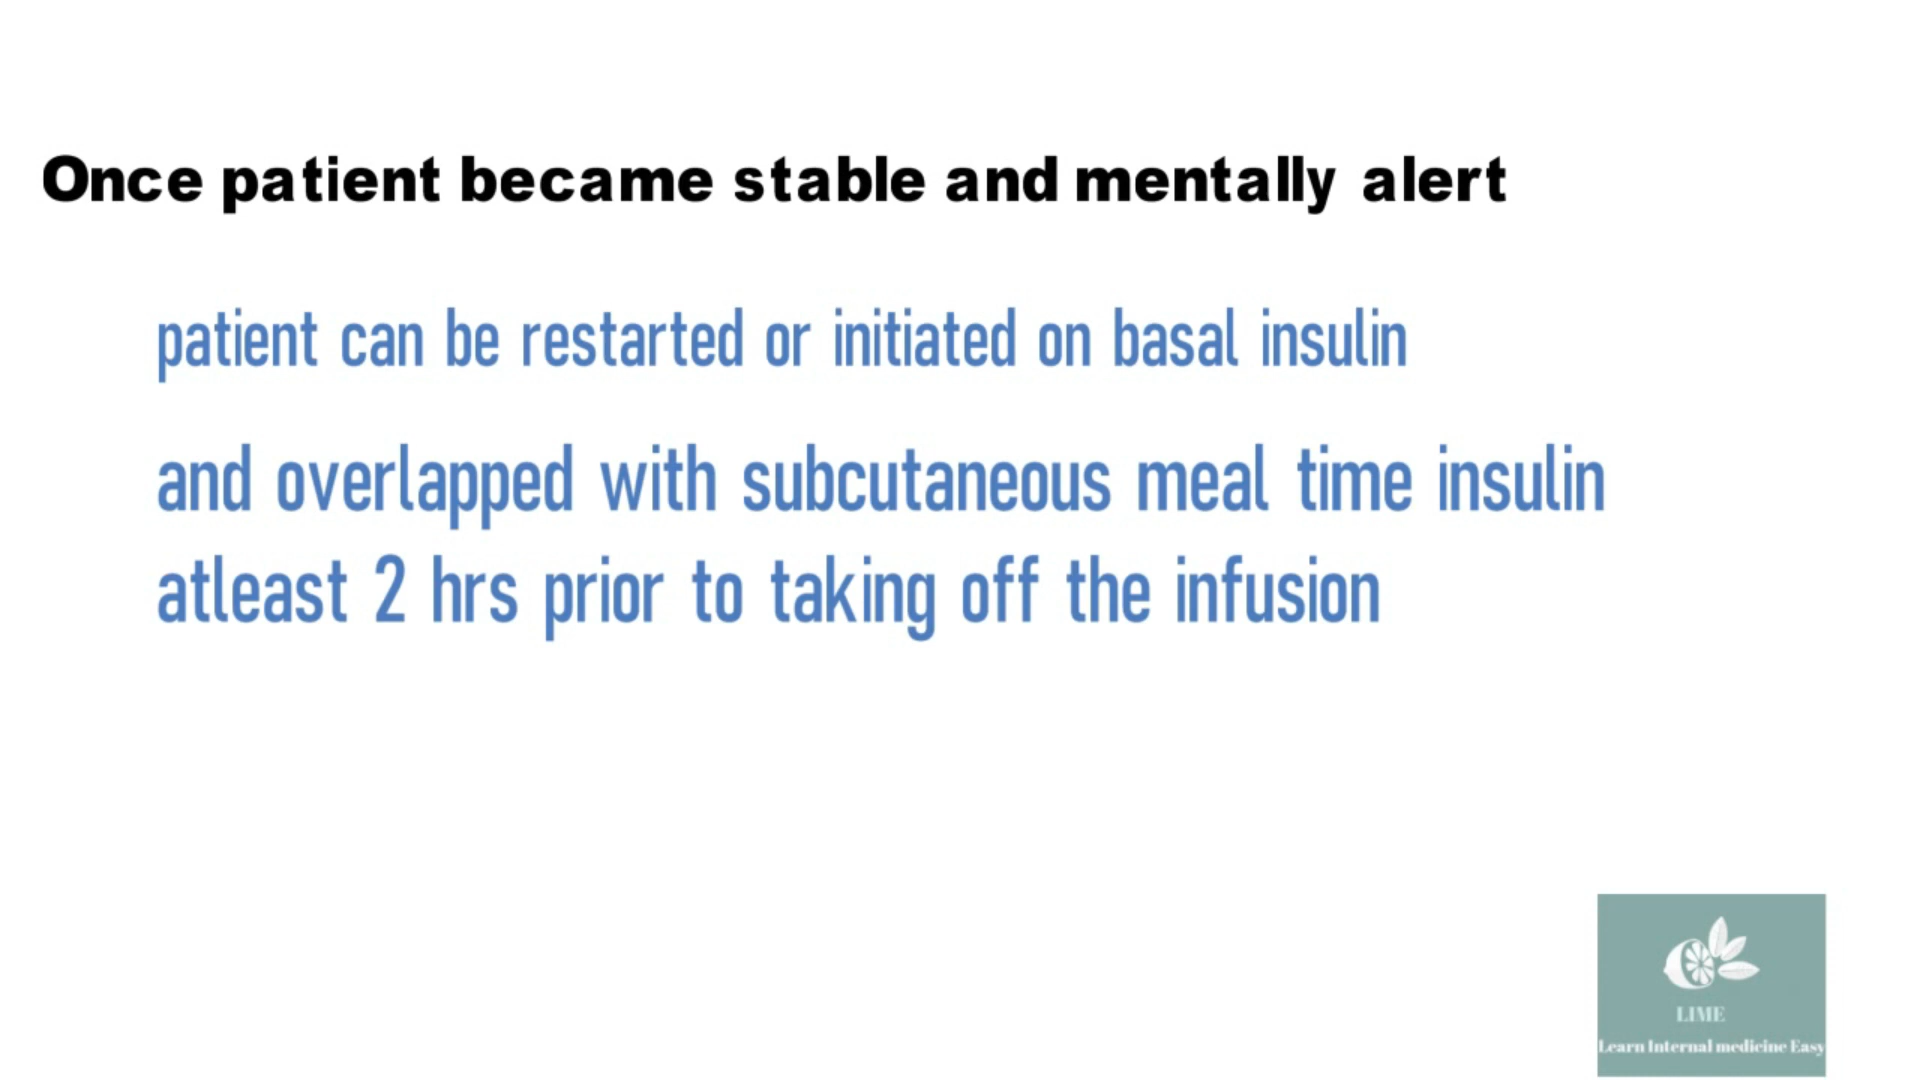 Once patient became stable and mentally alert
patient can be restarted or initiated on basal insulin
and overlapped with subcutaneous meal time insulin
atleast 2 hrs prior to taking off the infusion
LIME
Learn Internal medicine Easy